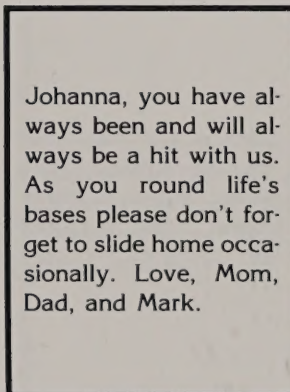 Johanna, you have al-
ways been and will al-
ways be a hit with us.
As you round life's
bases please don't for-
get to slide home occa-
sionally. Love, Mom,
Dad, and Mark.